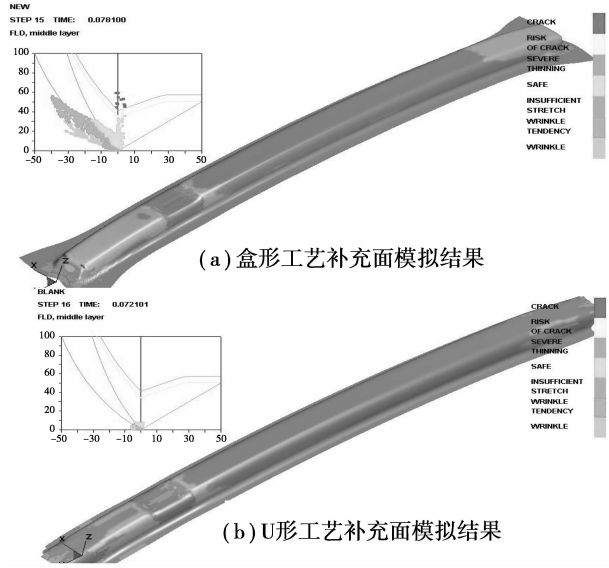 NEW
STEP 15 TIME: 0.078100
FLD, middle layer
100
80
60
40
20
0
-50 -30 -10 0 10 30 50
CRACK
RISK
OF CRACK
SEVERE
THINNING
SAFE
INSUFFICIENT
STRETCH
WRINKLE
TENDENCY
WRINKLE
X Z
(a)盒形工艺补充面模拟结果
BLANK
STEP 16 TIME: 0.072101
FLD, middle layer
100
80
60
40
20
0
-50 -30 -10 0 10 30 50
CRACK
RISK
OF CRACK
SEVERE
THINNING
SAFE
INSUFFICIENT
STRETCH
WRINKLE
TENDENCY
WRINKLE
X Z
(b)U形工艺补充面模拟结果